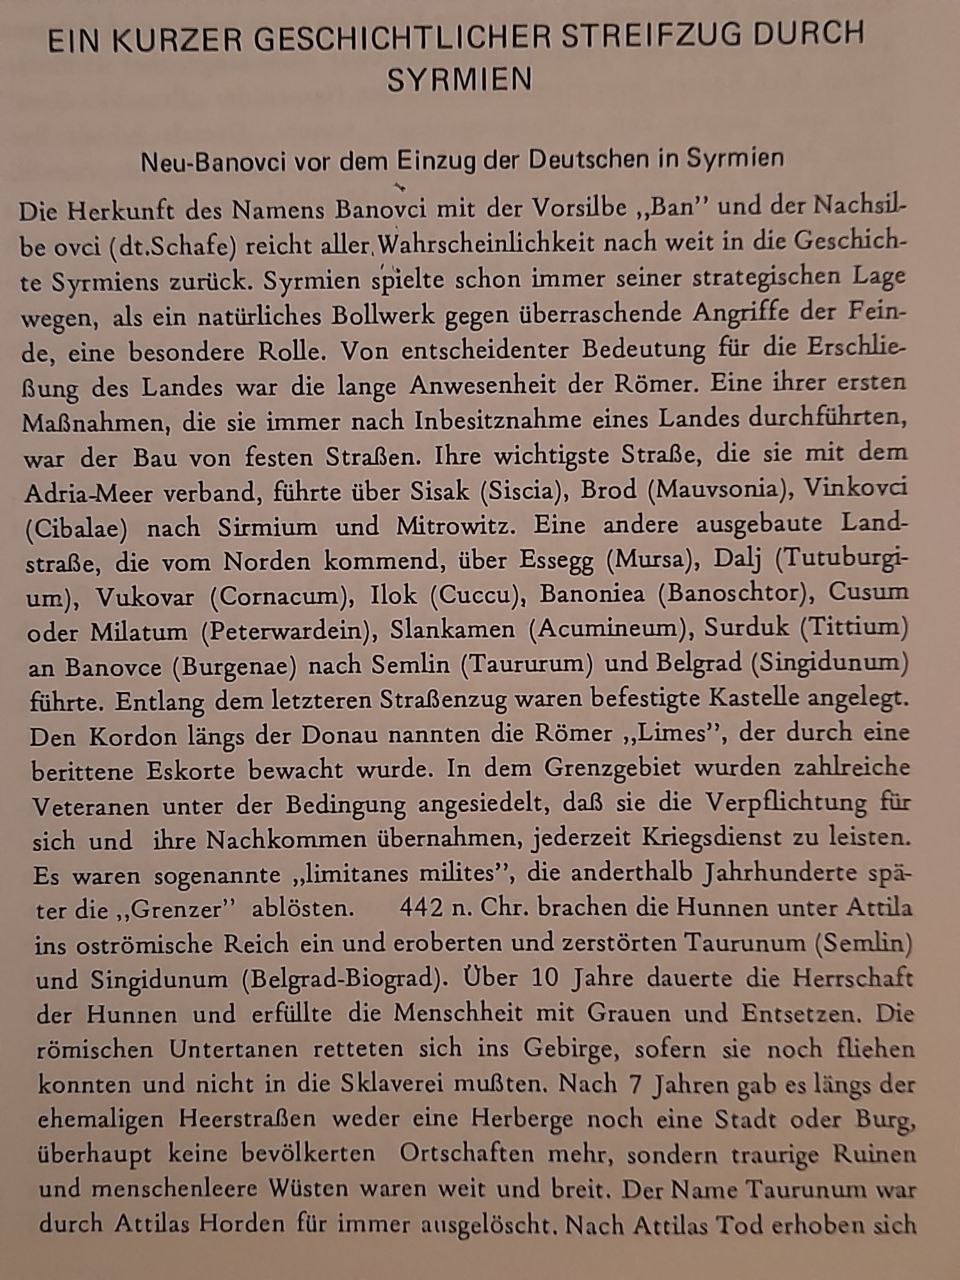 EIN KURZER GESCHICHTLICHER STREIFZUG DURCH
SYRMIEN
Neu-Banovci vor dem Einzug der Deutschen in Syrmien
Die Herkunft des Namens Banovci mit der Vorsilbe „Ban” und der Nachsil-
be ovci (dt.Schafe) reicht aller Wahrscheinlichkeit nach weit in die Geschich-
te Syrmiens zurück. Syrmien spielte schon immer seiner strategischen Lage
wegen, als ein natürliches Bollwerk gegen überraschende Angriffe der Fein-
de, eine besondere Rolle. Von entscheidenter Bedeutung für die Erschlie-
ßung des Landes war die lange Anwesenheit der Römer. Eine ihrer ersten
Maßnahmen, die sie immer nach Inbesitznahme eines Landes durchführten,
war der Bau von festen Straßen. Ihre wichtigste Straße, die sie mit dem
Adria-Meer verband, führte über Sisak (Siscia), Brod (Mauvsonia), Vinkovci
(Cibalae) nach Sirmium und Mitrowitz. Eine andere ausgebaute Land-
straße, die vom Norden kommend, über Essegg (Mursa), Dalj (Tutuburgi-
um), Vukovar (Cornacum), Ilok (Cuccu), Banoniea (Banoschtor), Cusum
oder Milatum (Peterwardein), Slankamen (Acumineum), Surduk (Tittium)
an Banovce (Burgenae) nach Semlin (Taururum) und Belgrad (Singidunum)
führte. Entlang dem letzteren Straßenzug waren befestigte Kastelle angelegt.
Den Kordon längs der Donau nannten die Römer „Limes”, der durch eine
berittene Eskorte bewacht wurde. In dem Grenzgebiet wurden zahlreiche
Veteranen unter der Bedingung angesiedelt, daß sie die Verpflichtung für
sich und ihre Nachkommen übernahmen, jederzeit Kriegsdienst zu leisten.
Es waren sogenannte „limitanes milites”, die anderthalb Jahrhunderte spä-
ter die „Grenzer” ablösten. 442 n. Chr. brachen die Hunnen unter Attila
ins oströmische Reich ein und eroberten und zerstörten Taurunum (Semlin)
und Singidunum (Belgrad-Biograd). Über 10 Jahre dauerte die Herrschaft
der Hunnen und erfüllte die Menschheit mit Grauen und Entsetzen. Die
römischen Untertanen retteten sich ins Gebirge, sofern sie noch fliehen
konnten und nicht in die Sklaverei mußten. Nach 7 Jahren gab es längs der
ehemaligen Heerstraßen weder eine Herberge noch eine Stadt oder Burg,
überhaupt keine bevölkerten Ortschaften mehr, sondern traurige Ruinen
und menschenleere Wüsten waren weit und breit. Der Name Taurunum war
durch Attilas Horden für immer ausgelöscht. Nach Attilas Tod erhoben sich